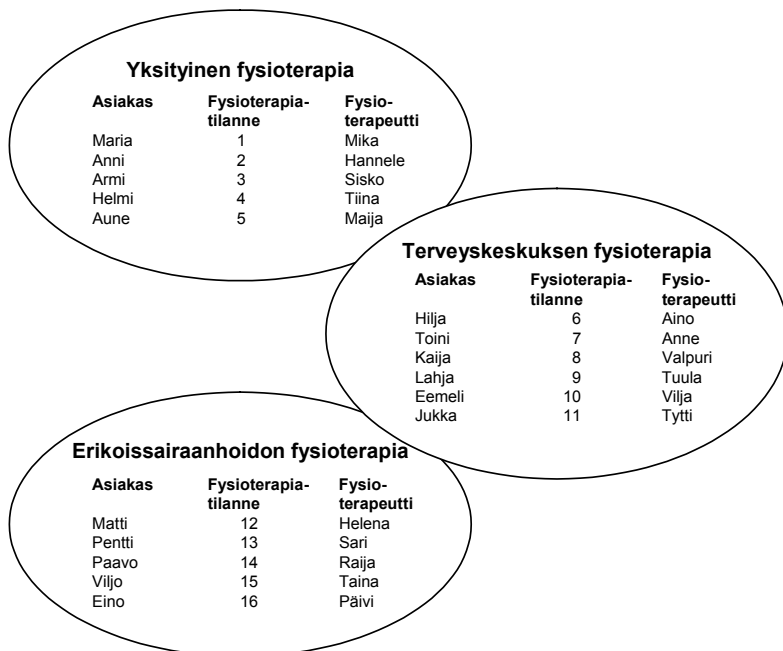 Yksityinen fysioterapia
Asiakas Fysioterapia- Fysio-
tilanne terapeutti
Maria 1 Mika
Anni 2 Hannele
Armi 3 Sisko
Helmi 4 Tiina
Aune 5 Maija
Terveyskeskuksen fysioterapia
Asiakas Fysioterapia- Fysio-
tilanne terapeutti
Hilja 6 Aino
Toini 7 Anne
Kaija 8 Valpuri
Lahja 9 Tuula
Eemeli 10 Vilja
Jukka 11 Tytti
Erikoissairaanhoidon fysioterapia
Asiakas Fysioterapia- Fysio-
tilanne terapeutti
Matti 12 Helena
Pentti 13 Sari
Paavo 14 Raija
Viljo 15 Taina
Eino 16 Päivi